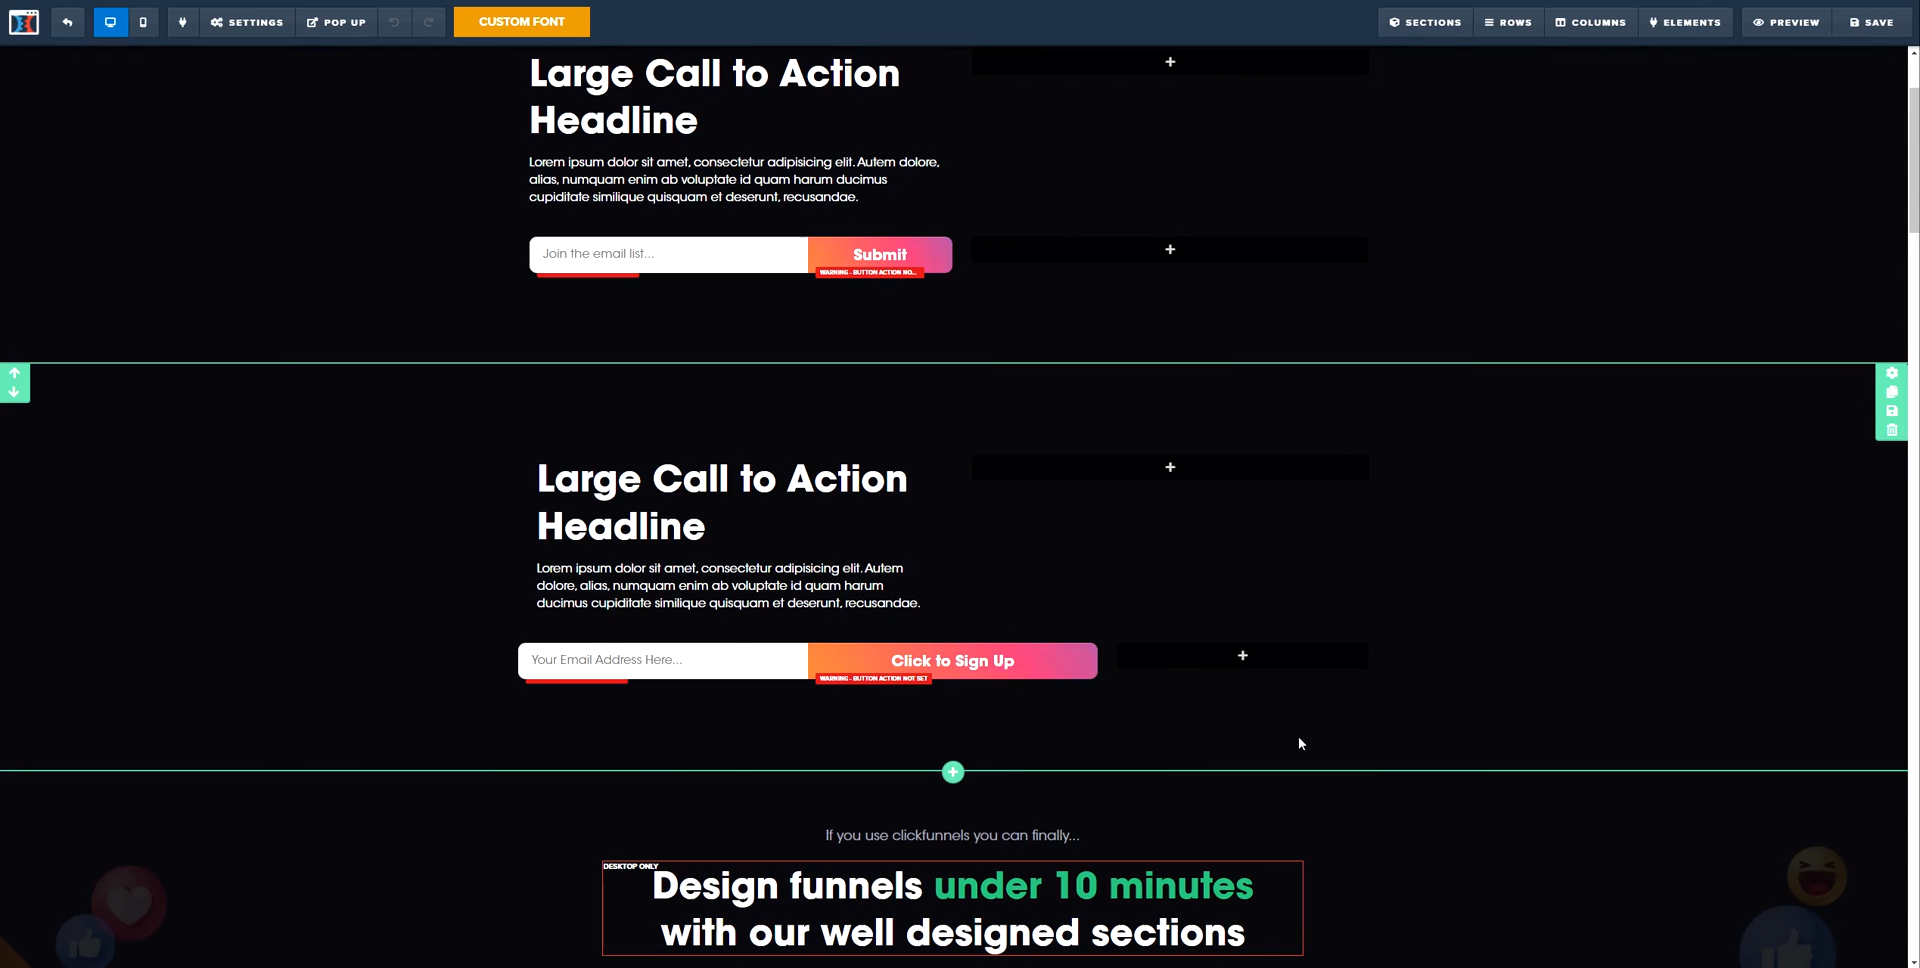 SETTINGS
POP UP
CUSTOM FONT
SECTIONS
ROWS
COLUMNS
ELEMENTS
PREVIEW
SAVE
Large Call to Action
Headline
Lorem ipsum dolor sit amet, consectetur adipisicing elit. Autem dolore,
alias, numquam enim ab voluptate id quam harum ducimus
cupiditate similique quisquam et deserunt, recusandae.
Join the email list...
Submit
WARNING - BUTTON ACTION NO...
Large Call to Action
Headline
Lorem ipsum dolor sit amet, consectetur adipisicing elit. Autem
dolore, alias, numquam enim ab voluptate id quam harum
ducimus cupiditate similique quisquam et deserunt, recusandae.
Your Email Address Here...
Click to Sign Up
WARNING - BUTTON ACTION NOT SET
If you use clickfunnels you can finally...
DESKTOP ONLY
Design funnels under 10 minutes
with our well designed sections